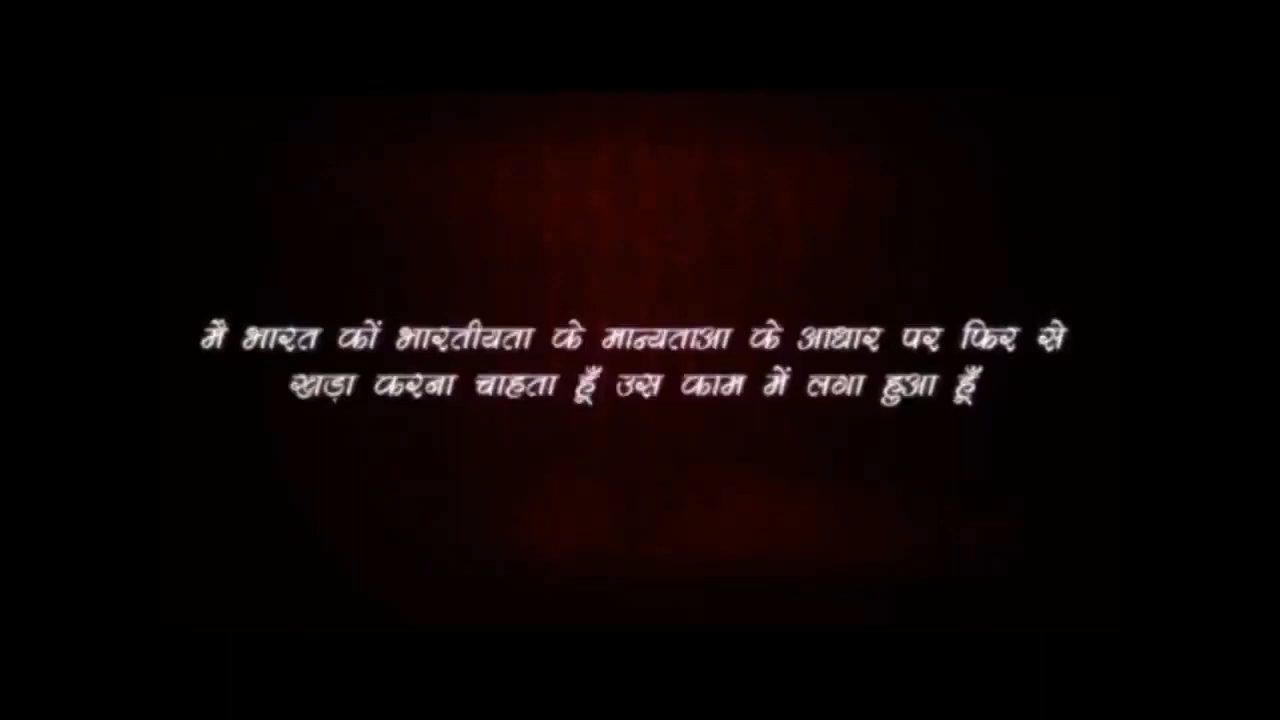 मै भारत कों भारतीयता के मान्यताआ के आधार पर फिर से
खड़ा करना चाहता हूँ उस काम में लगा हुआ हूँ